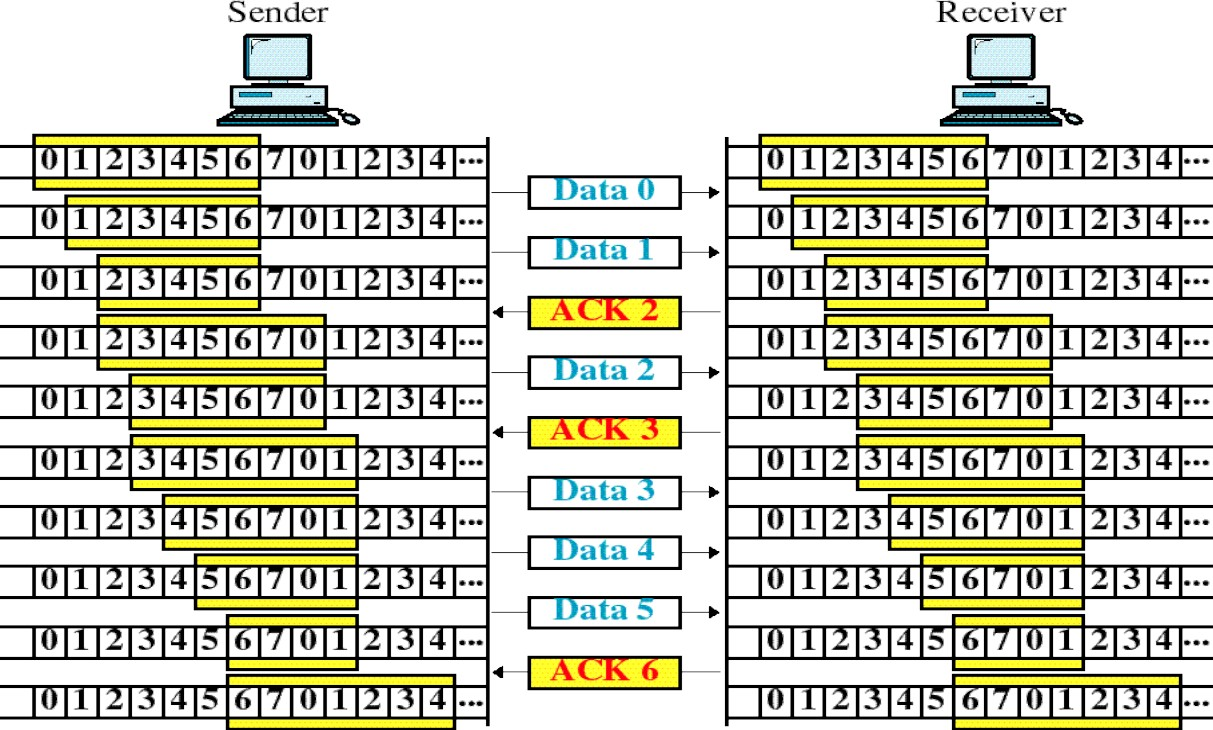 Sender Receiver
0 1 2 3 4 5 6 7 0 1 2 3 4 ... 0 1 2 3 4 5 6 7 0 1 2 3 4 ...
Data 0
0 1 2 3 4 5 6 7 0 1 2 3 4 ... 0 1 2 3 4 5 6 7 0 1 2 3 4 ...
Data 1
0 1 2 3 4 5 6 7 0 1 2 3 4 ... 0 1 2 3 4 5 6 7 0 1 2 3 4 ...
ACK 2
0 1 2 3 4 5 6 7 0 1 2 3 4 ... 0 1 2 3 4 5 6 7 0 1 2 3 4 ...
Data 2
0 1 2 3 4 5 6 7 0 1 2 3 4 ... 0 1 2 3 4 5 6 7 0 1 2 3 4 ...
ACK 3
0 1 2 3 4 5 6 7 0 1 2 3 4 ... 0 1 2 3 4 5 6 7 0 1 2 3 4 ...
Data 3
0 1 2 3 4 5 6 7 0 1 2 3 4 ... 0 1 2 3 4 5 6 7 0 1 2 3 4 ...
Data 4
0 1 2 3 4 5 6 7 0 1 2 3 4 ... 0 1 2 3 4 5 6 7 0 1 2 3 4 ...
Data 5
0 1 2 3 4 5 6 7 0 1 2 3 4 ... 0 1 2 3 4 5 6 7 0 1 2 3 4 ...
ACK 6
0 1 2 3 4 5 6 7 0 1 2 3 4 ... 0 1 2 3 4 5 6 7 0 1 2 3 4 ...